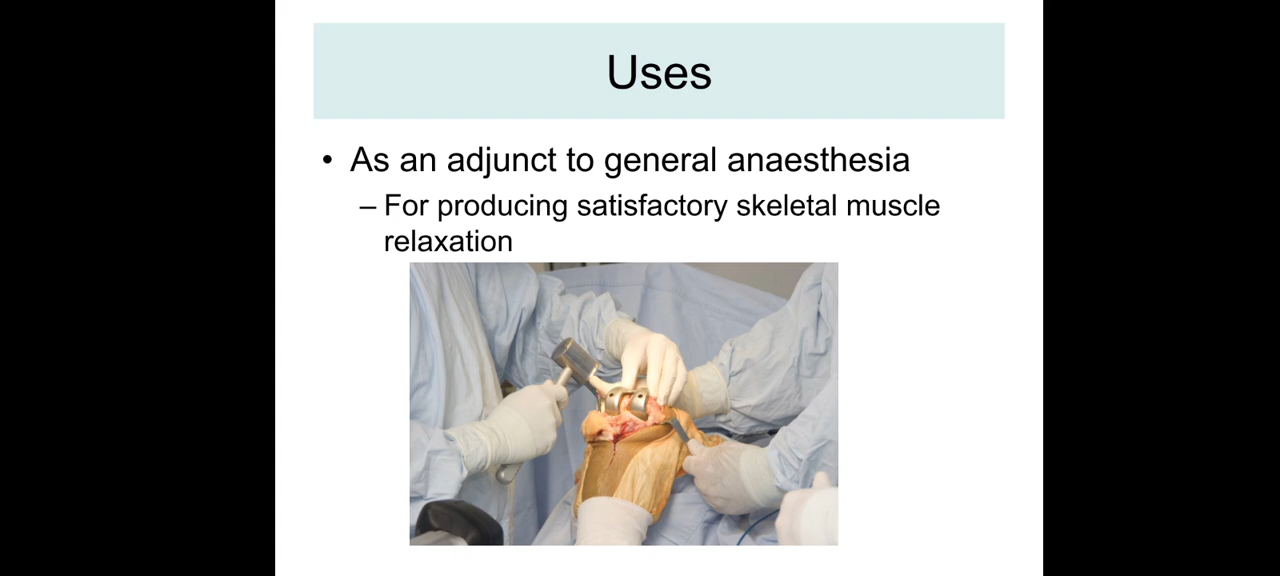 Uses
• As an adjunct to general anaesthesia
– For producing satisfactory skeletal muscle
relaxation